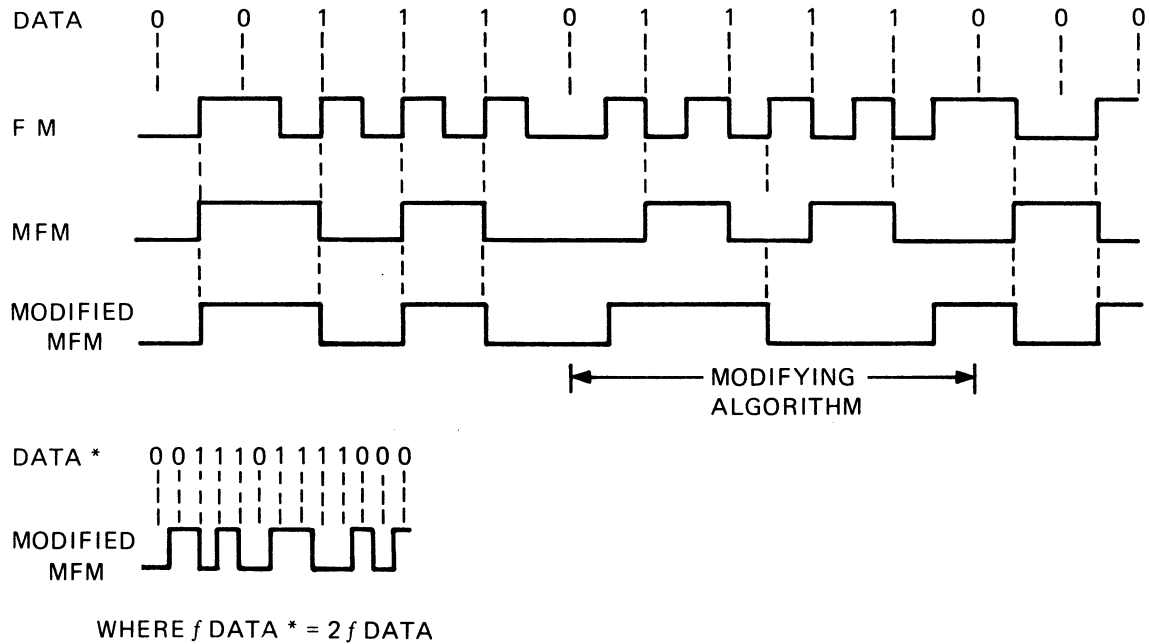 DATA 0 0 1 1 1 0 1 1 1 1 0 0 0
F M
MFM
MODIFIED
MFM
MODIFYING
ALGORITHM
DATA * 0 0 1 1 1 0 1 1 1 1 0 0 0
MODIFIED
MFM
WHERE f DATA * = 2 f DATA